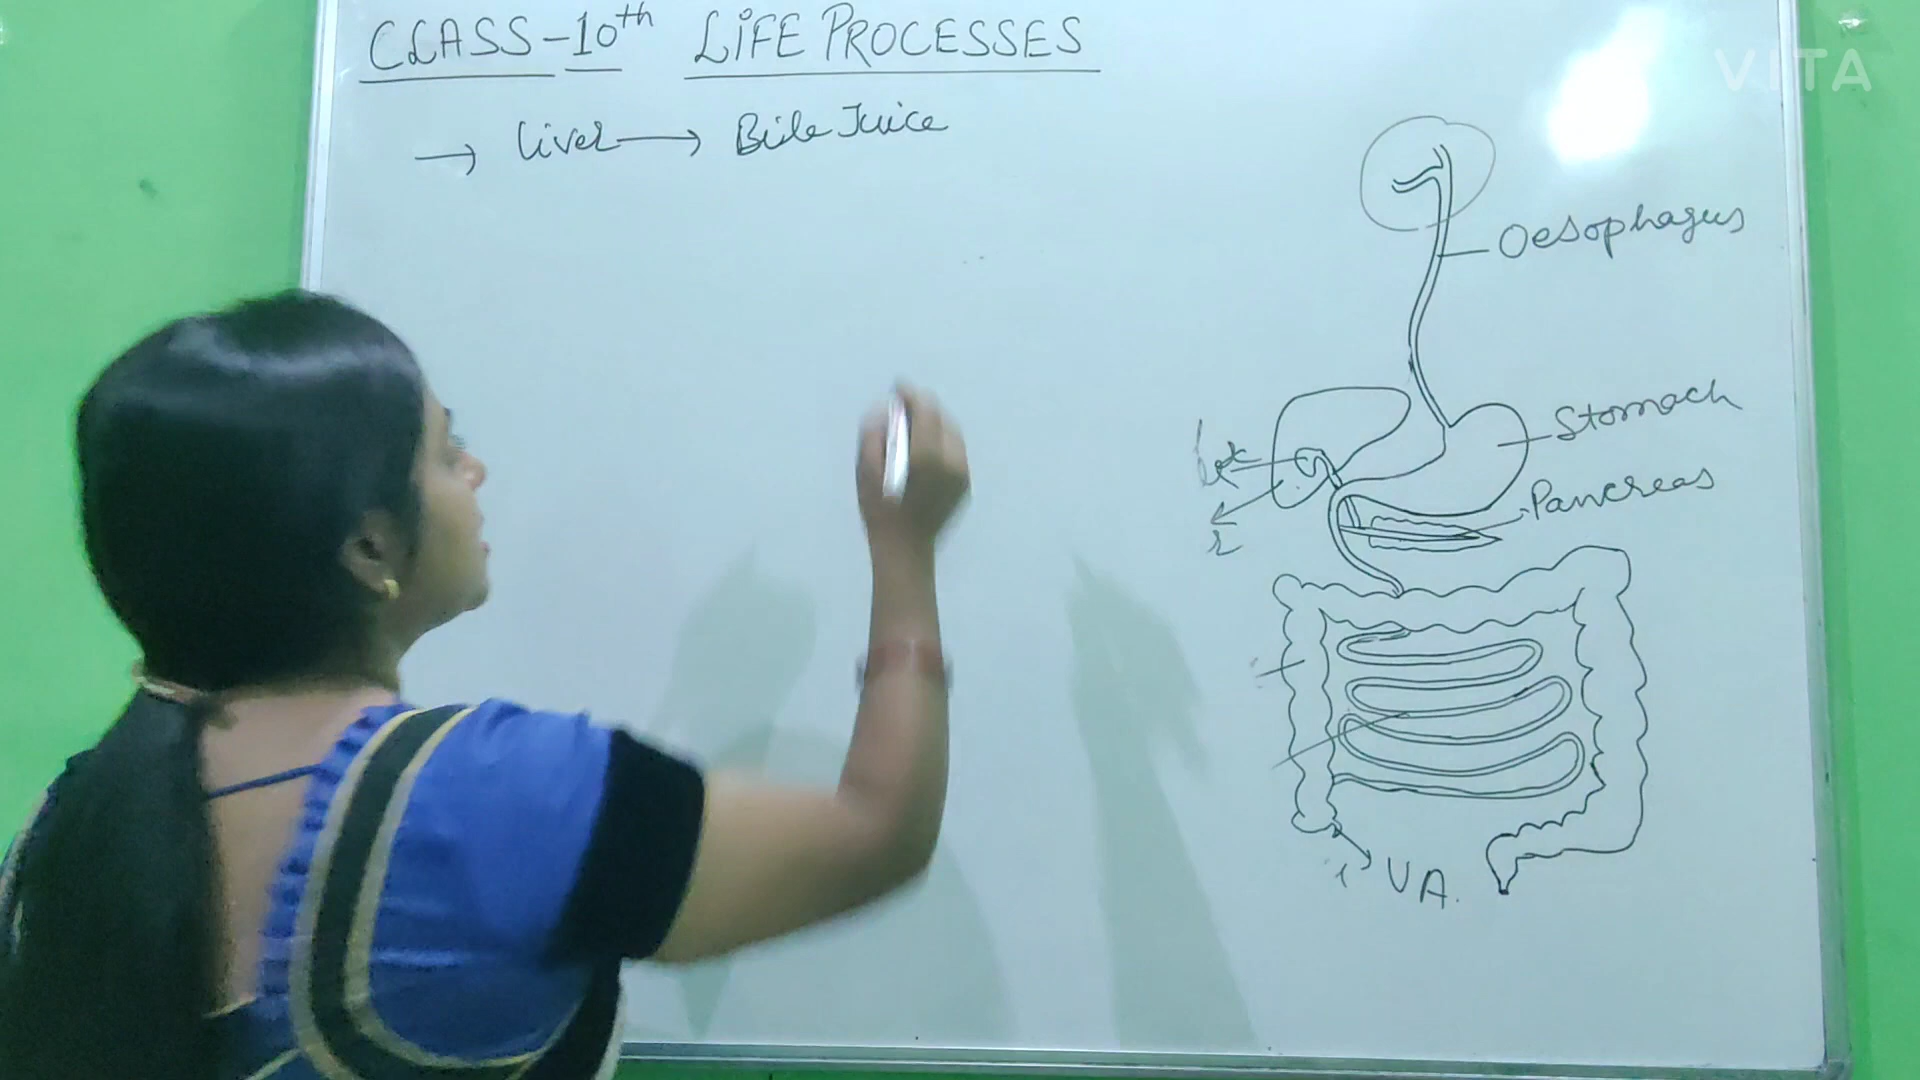 CLASS-10th LIFE PROCESSES
→ liver → Bile Juice
VITA
Oesophagus
Stomach
Pancreas
VA.